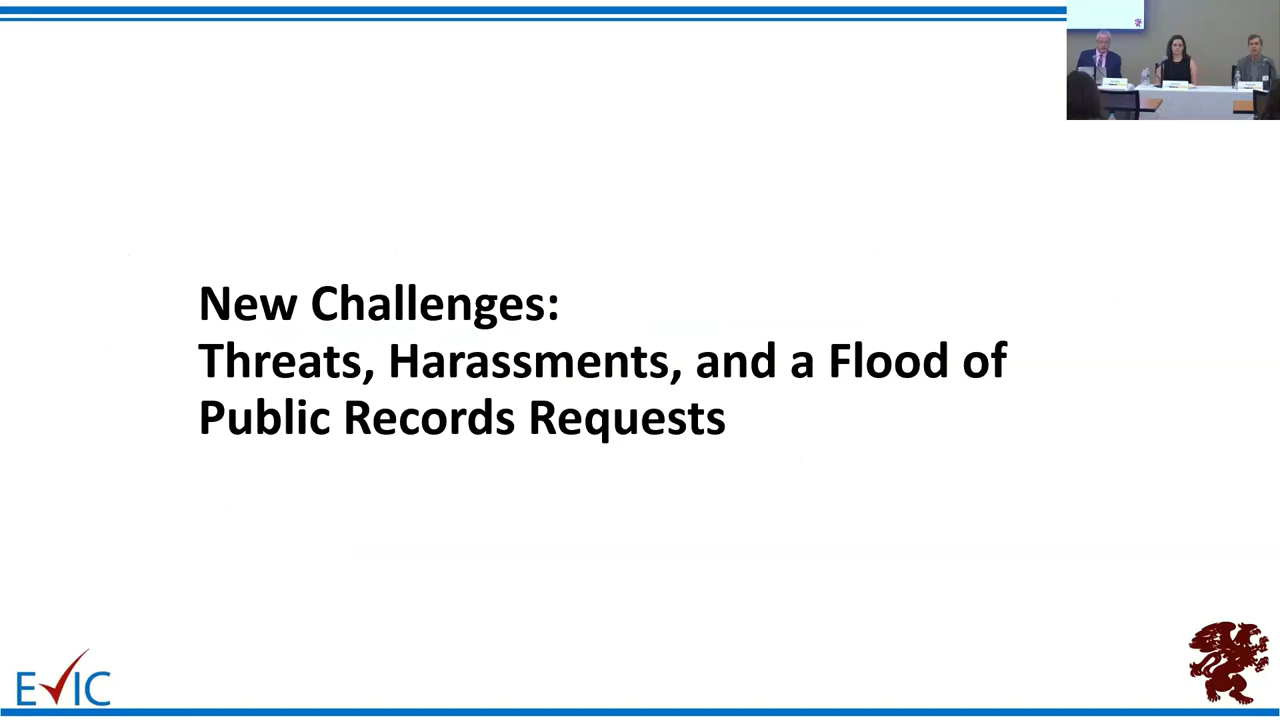 New Challenges:
Threats, Harassments, and a Flood of
Public Records Requests
EVIC